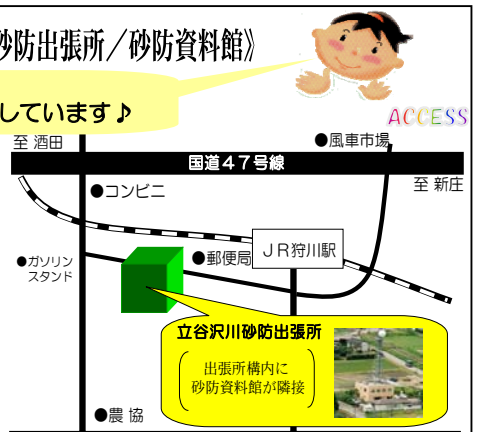 砂防出張所／砂防資料館》
しています♪
ACCESS
至 酒田
●風車市場
国道４７号線
至 新庄
●コンビニ
●ガソリン
スタンド
●郵便局
ＪＲ狩川駅
立谷沢川砂防出張所
出張所構内に
砂防資料館が隣接
●農 協